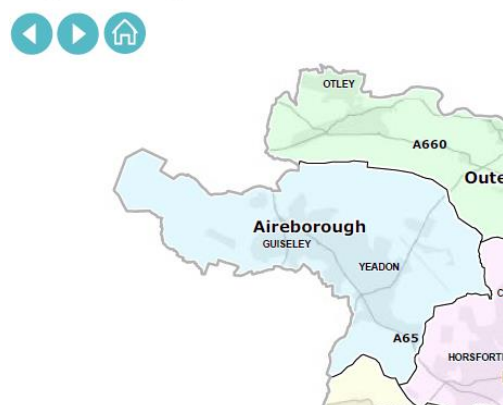 OTLEY
A660
Oute
Aireborough
GUISELEY
YEADON
C
A65
HORSFORTH